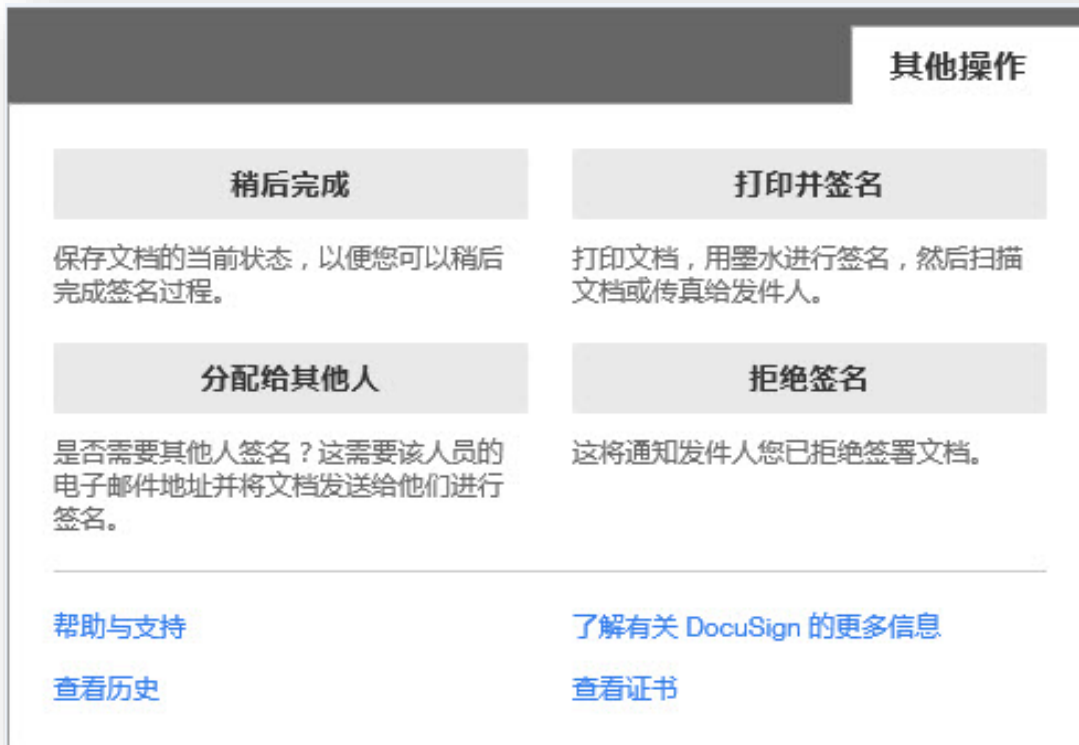 其他操作
稍后完成
打印并签名
保存文档的当前状态，以便您可以稍后
完成签名过程。
打印文档，用墨水进行签名，然后扫描
文档或传真给发件人。
分配给其他人
拒绝签名
是否需要其他人签名？这需要该人员的
电子邮件地址并将文档发送给他们进行
签名。
这将通知发件人您已拒绝签署文档。
帮助与支持
了解有关 DocuSign 的更多信息
查看历史
查看证书